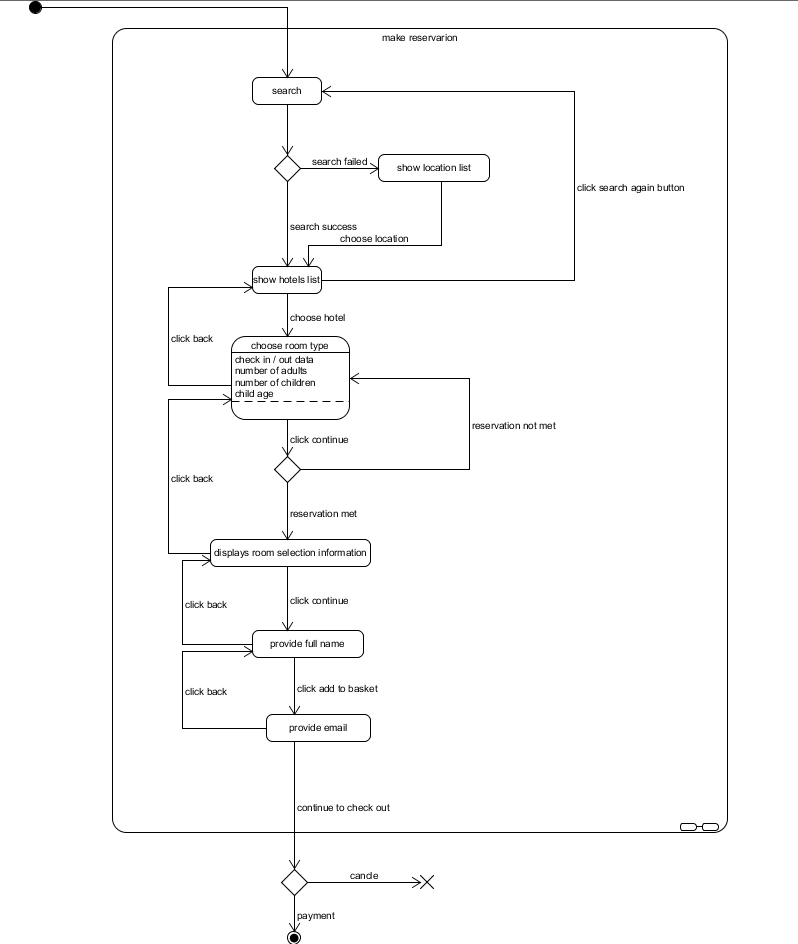 make reservarion
search
search failed
show location list
click search again button
search success
choose location
show hotels list
choose hotel
click back
choose room type
check in / out data
number of adults
number of children
child age
reservation not met
click continue
click back
reservation met
displays room selection information
click continue
click back
provide full name
click add to basket
click back
provide email
continue to check out
cancle
payment